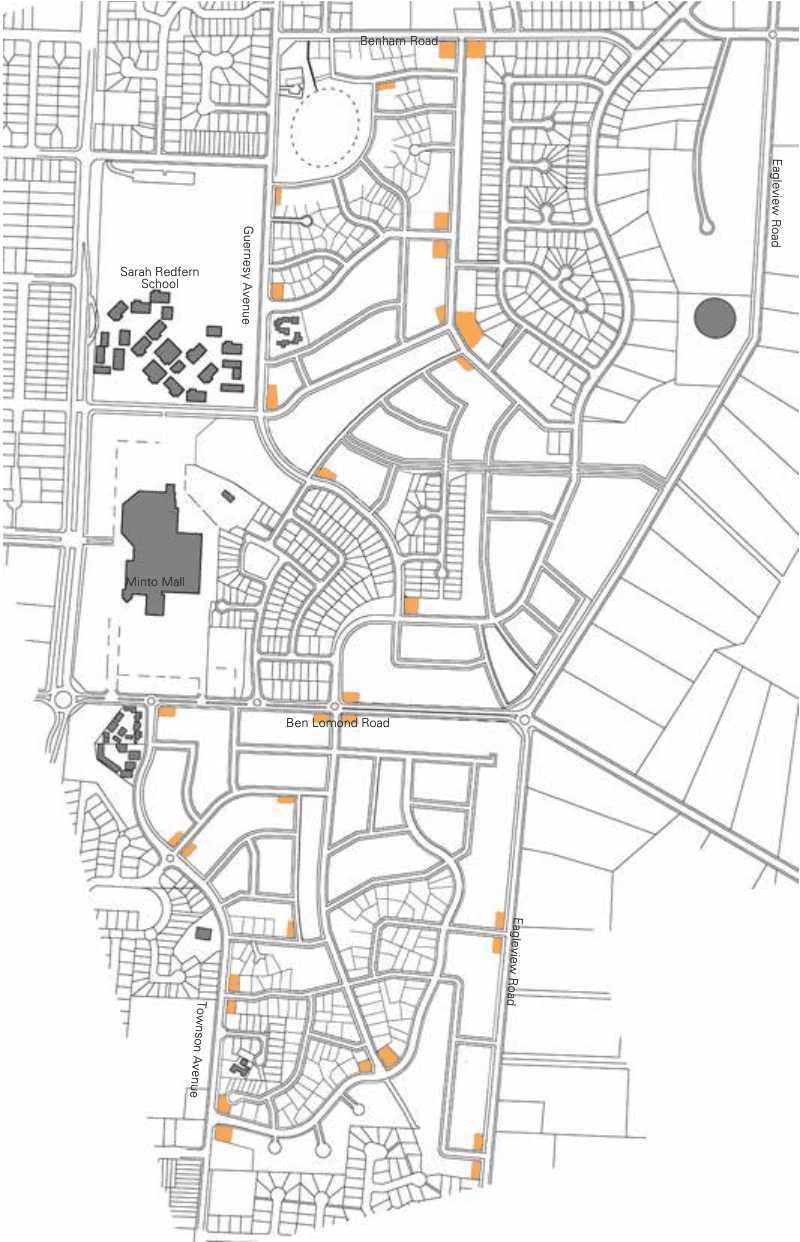 Benham Road
Eagleview Road
Guernesy Avenue
Sarah Redfern
School
Minto Mall
Ben Lomond Road
Eagleview Road
Townson Avenue